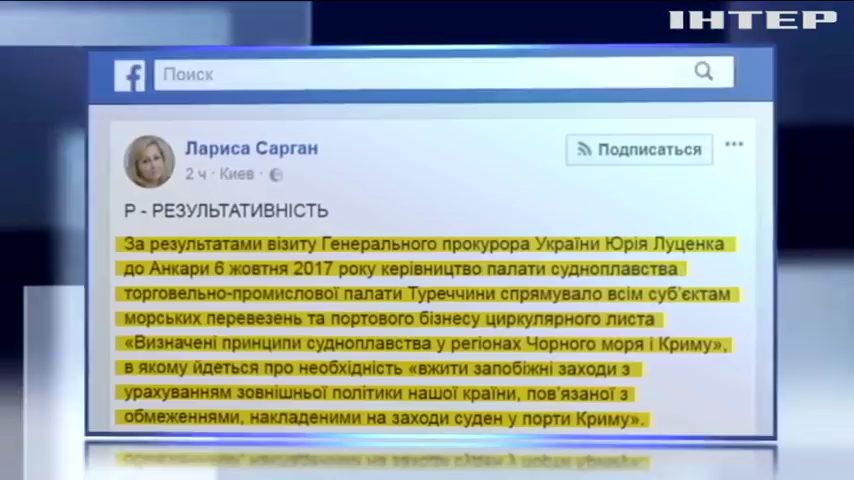 ІНТЕР
f Поиск
Лариса Сарган
Подписаться
2 ч · Киев ·
Р - РЕЗУЛЬТАТИВНІСТЬ
За результатами візиту Генерального прокурора України Юрія Луценка
до Анкари 6 жовтня 2017 року керівництво палати судноплавства
торговельно-промислової палати Туреччини спрямувало всім суб'єктам
морських перевезень та портового бізнесу циркулярного листа
«Визначені принципи судноплавства у регіонах Чорного моря і Криму»,
в якому йдеться про необхідність «вжити запобіжні заходи з
урахуванням зовнішньої політики нашої країни, пов'язаної з
обмеженнями, накладеними на заходи суден у порти Криму».